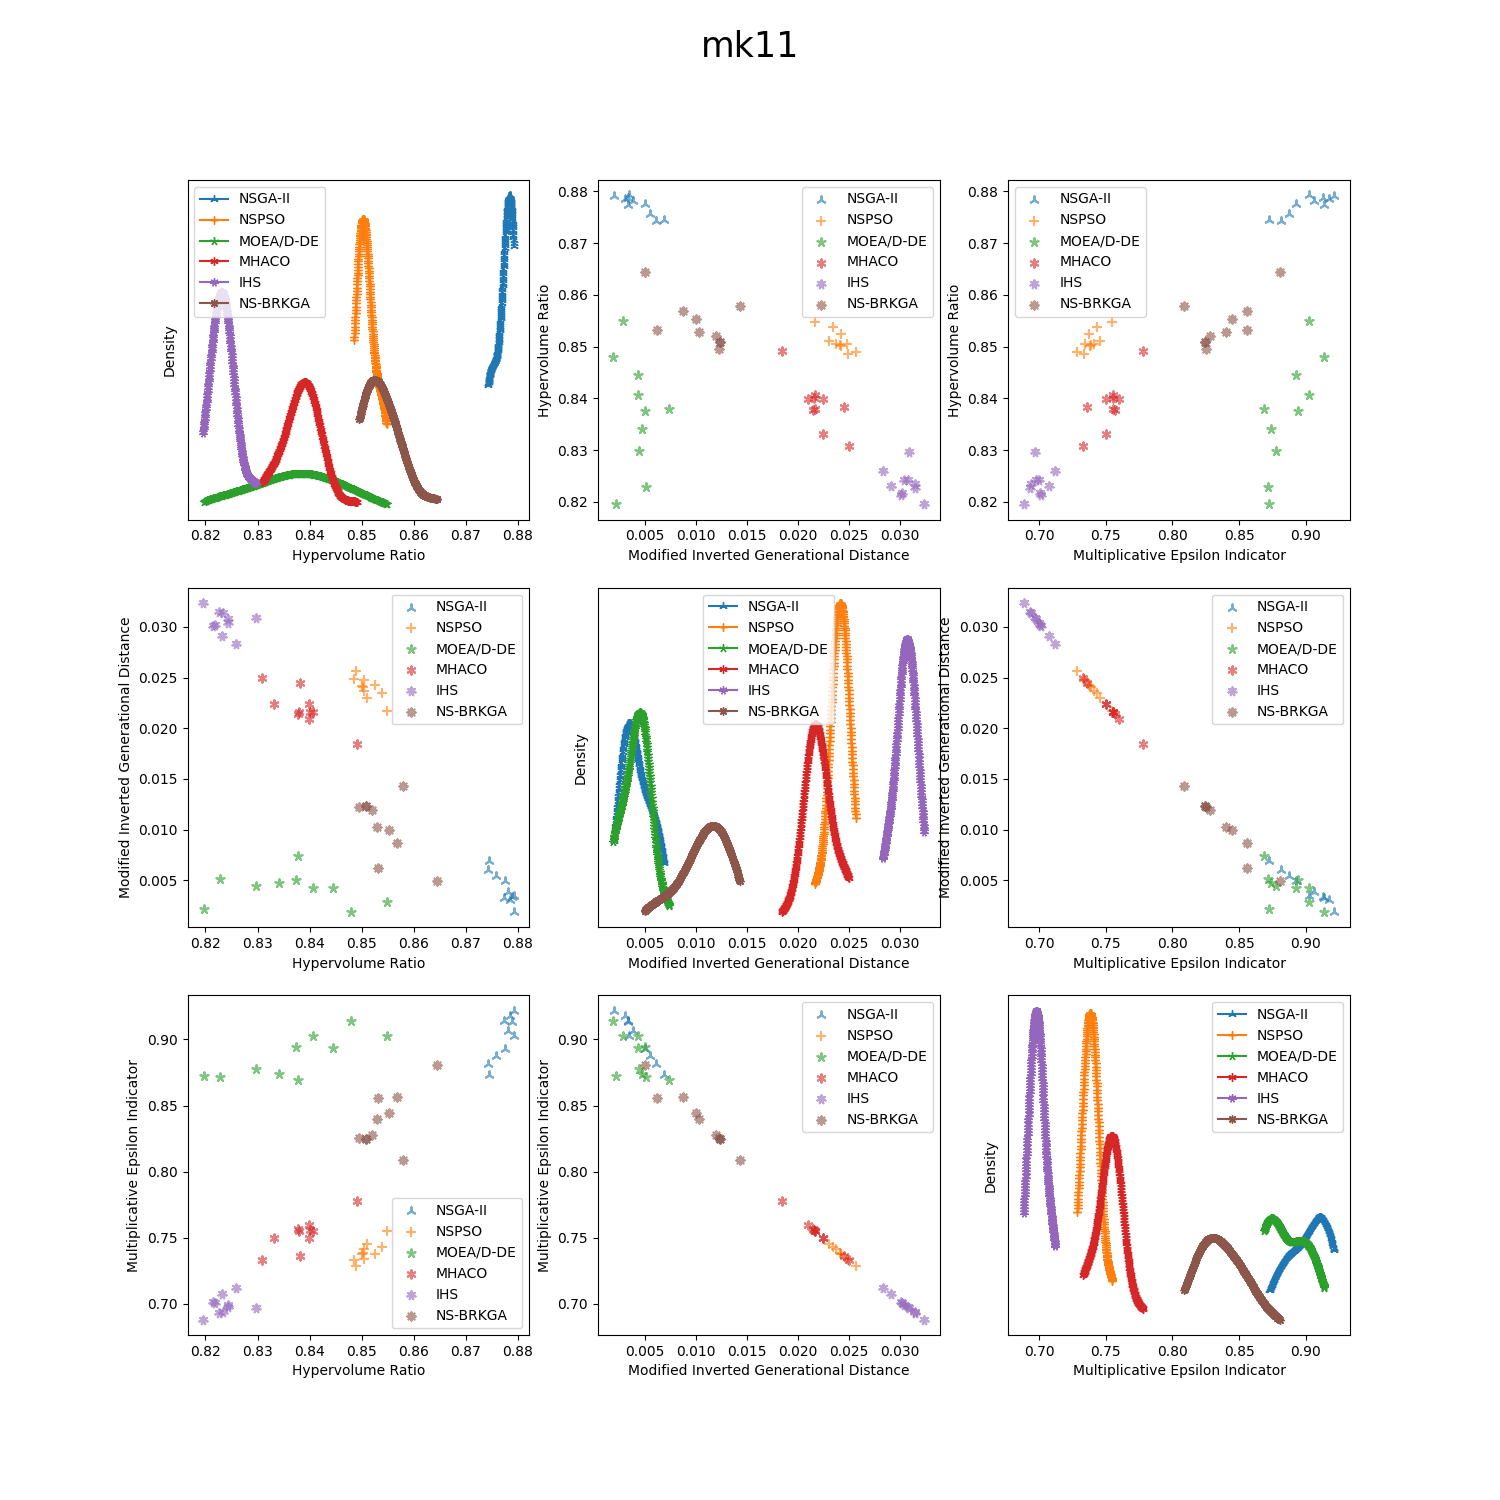 mk11
NSGA-II
NSPSO
MOEA/D-DE
MHACO
IHS
NS-BRKGA
Density
0.82 0.83 0.84 0.85 0.86 0.87 0.88
Hypervolume Ratio
NSGA-II
NSPSO
MOEA/D-DE
MHACO
IHS
NS-BRKGA
Hypervolume Ratio
0.88
0.87
0.86
0.85
0.84
0.83
0.82
0.005 0.010 0.015 0.020 0.025 0.030
Modified Inverted Generational Distance
NSGA-II
NSPSO
MOEA/D-DE
MHACO
IHS
NS-BRKGA
Hypervolume Ratio
0.88
0.87
0.86
0.85
0.84
0.83
0.82
0.70 0.75 0.80 0.85 0.90
Multiplicative Epsilon Indicator
NSGA-II
NSPSO
MOEA/D-DE
MHACO
IHS
NS-BRKGA
Modified Inverted Generational Distance
0.030
0.025
0.020
0.015
0.010
0.005
0.82 0.83 0.84 0.85 0.86 0.87 0.88
Hypervolume Ratio
NSGA-II
NSPSO
MOEA/D-DE
MHACO
IHS
NS-BRKGA
Density
0.005 0.010 0.015 0.020 0.025 0.030
Modified Inverted Generational Distance
NSGA-II
NSPSO
MOEA/D-DE
MHACO
IHS
NS-BRKGA
Modified Inverted Generational Distance
0.030
0.025
0.020
0.015
0.010
0.005
0.70 0.75 0.80 0.85 0.90
Multiplicative Epsilon Indicator
NSGA-II
NSPSO
MOEA/D-DE
MHACO
IHS
NS-BRKGA
Multiplicative Epsilon Indicator
0.90
0.85
0.80
0.75
0.70
0.82 0.83 0.84 0.85 0.86 0.87 0.88
Hypervolume Ratio
NSGA-II
NSPSO
MOEA/D-DE
MHACO
IHS
NS-BRKGA
Multiplicative Epsilon Indicator
0.90
0.85
0.80
0.75
0.70
0.005 0.010 0.015 0.020 0.025 0.030
Modified Inverted Generational Distance
NSGA-II
NSPSO
MOEA/D-DE
MHACO
IHS
NS-BRKGA
Density
0.70 0.75 0.80 0.85 0.90
Multiplicative Epsilon Indicator